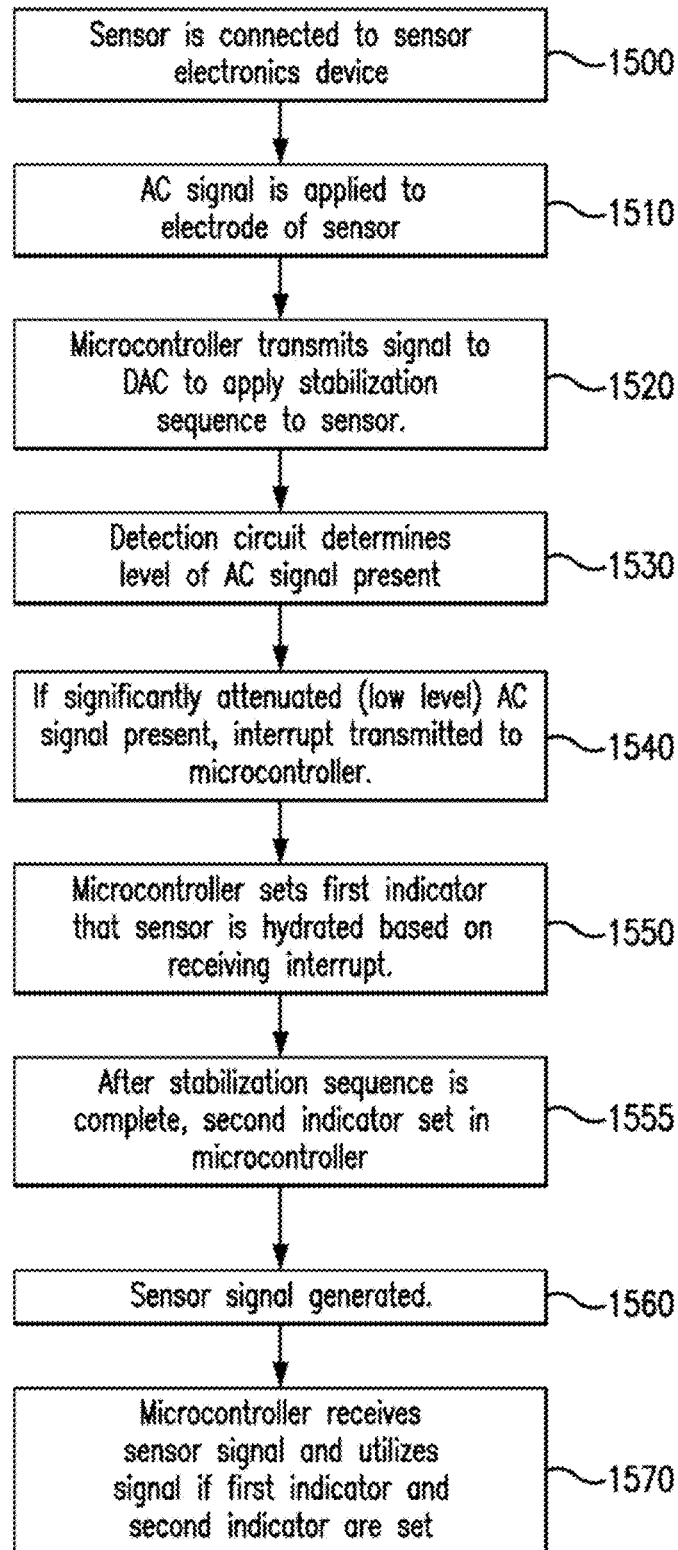 Sensor is connected to sensor
electronics device
1500
AC signal is applied to
electrode of sensor
1510
Microcontroller transmits signal to
DAC to apply stabilization
sequence to sensor.
1520
Detection circuit determines
level of AC signal present
1530
If significantly attenuated (low level) AC
signal present, interrupt transmitted to
microcontroller.
1540
Microcontroller sets first indicator
that sensor is hydrated based on
receiving interrupt.
1550
After stabilization sequence is
complete, second indicator set in
microcontroller
1555
Sensor signal generated.
1560
Microcontroller receives
sensor signal and utilizes
signal if first indicator and
second indicator are set
1570